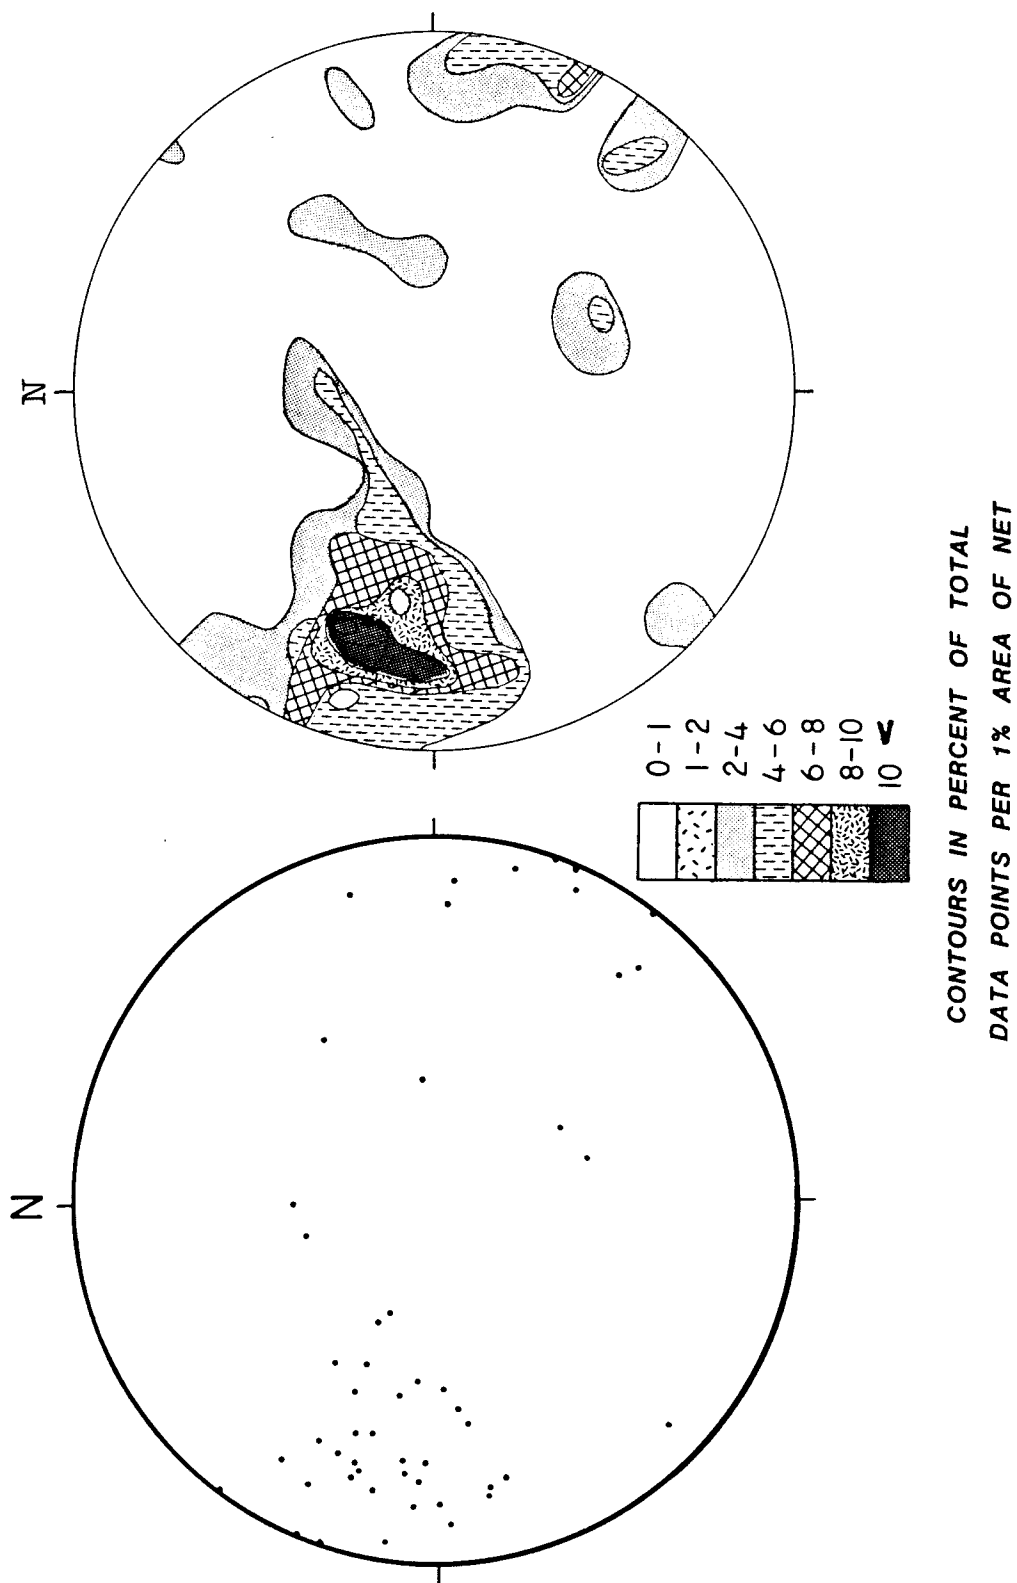 N
N
0-1
1-2
2-4
4-6
6-8
8-10
10 <
CONTOURS IN PERCENT OF TOTAL
DATA POINTS PER 1% AREA OF NET